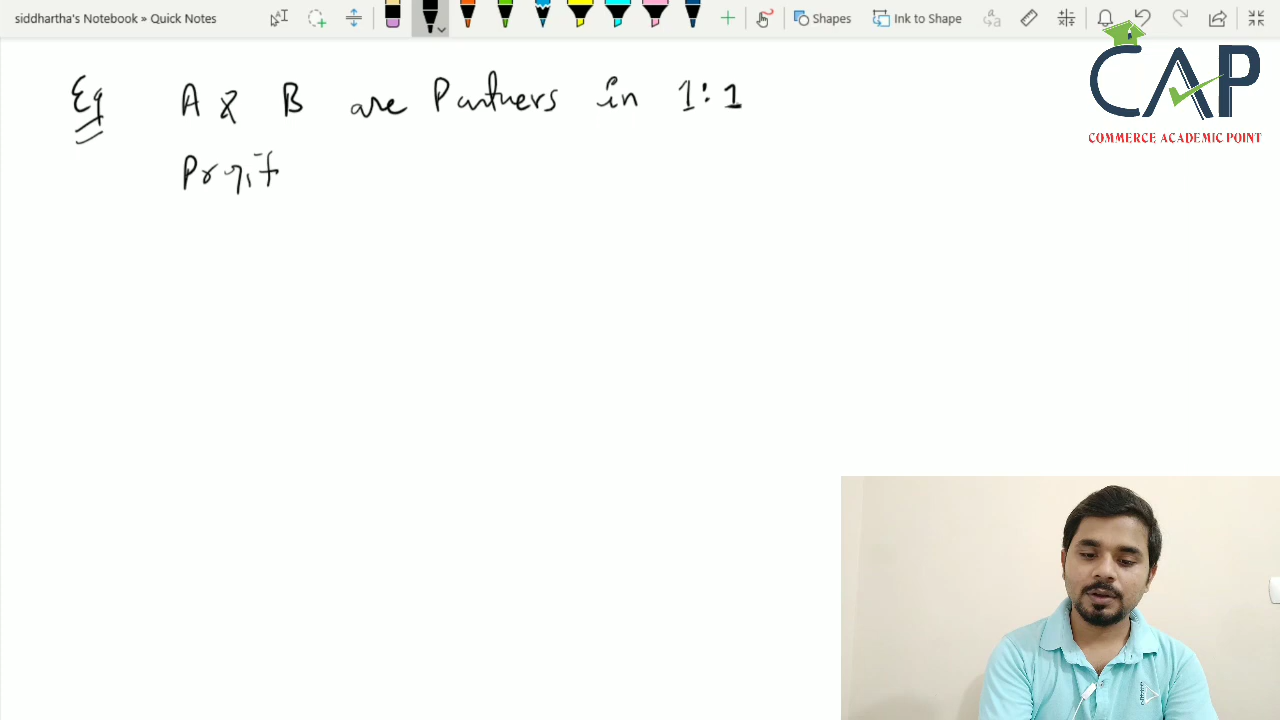 siddhartha's Notebook » Quick Notes
Shapes
Ink to Shape
CAP
COMMERCE ACADEMIC POINT
Eg A & B are Partners in 1:1
Profit